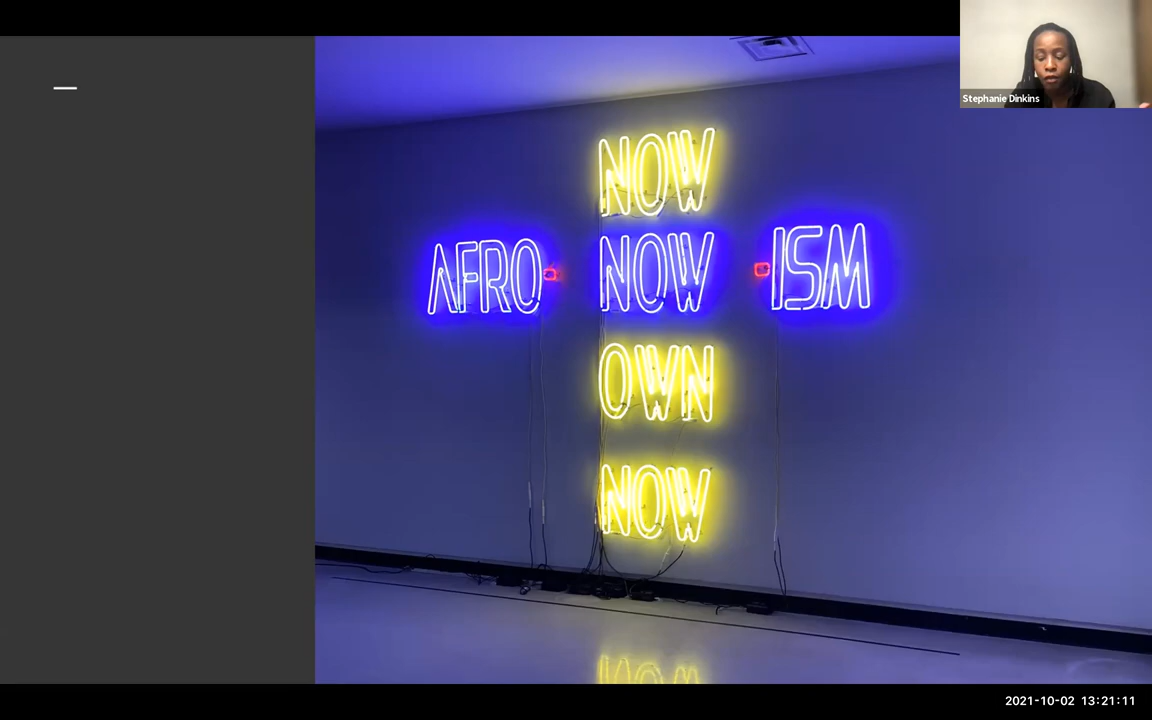 Stephanie Dinkins
NOW
AFRO-NOW-ISM
OWN
NOW
2021-10-02 13:21:11